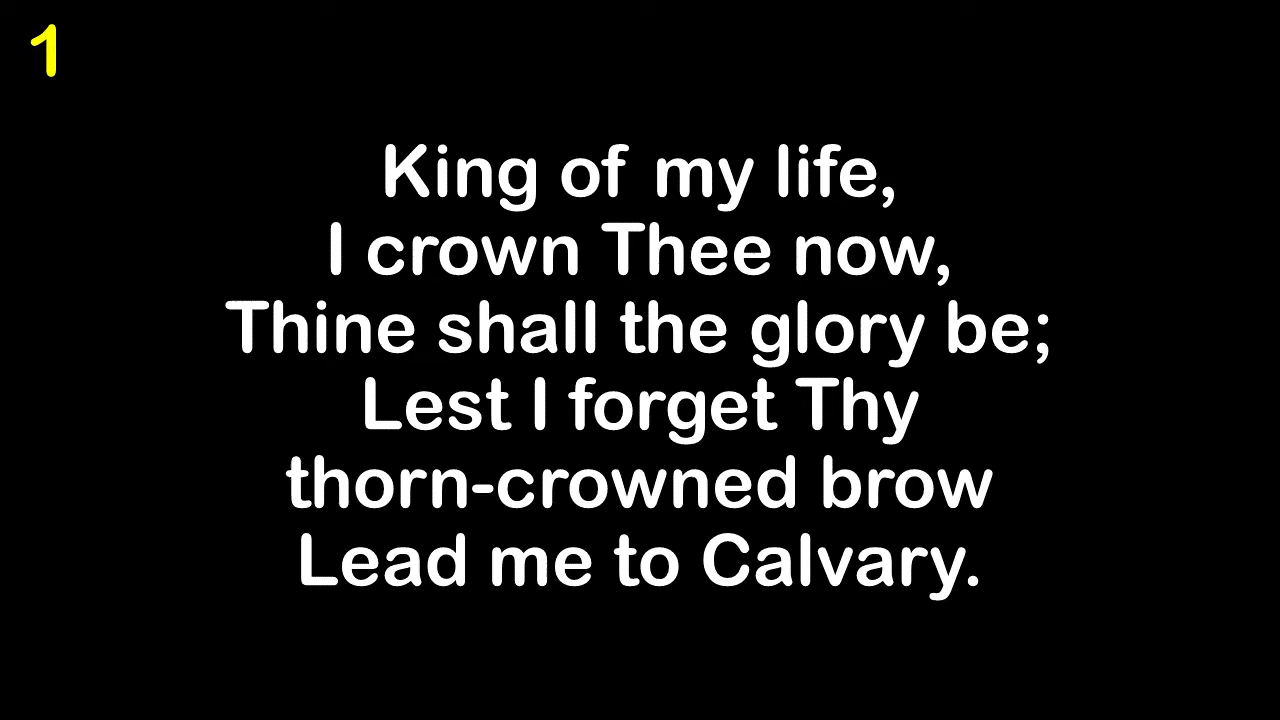 1
King of my life,
I crown Thee now,
Thine shall the glory be;
Lest I forget Thy
thorn-crowned brow
Lead me to Calvary.